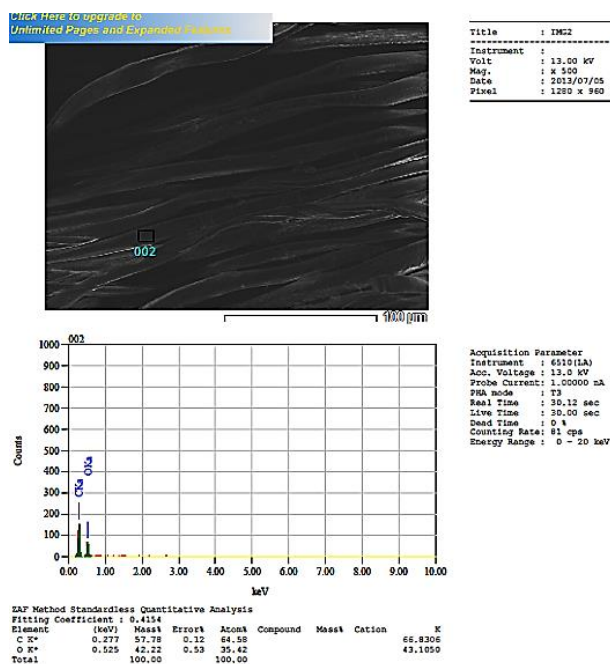 Click Here to upgrade to
Unlimited Pages and Expanded Features
Title : IMG2
Instrument :
Volt : 13.00 kV
Mag. : x 500
Date : 2013/07/05
Pixel : 1280 x 960
002
100 µm
002
1000
900
800
700
600
500
400
300
200
100
0
Counts
CKa
OKa
0.00 1.00 2.00 3.00 4.00 5.00 6.00 7.00 8.00 9.00 10.00
keV
Acquisition Parameter
Instrument : 6510(LA)
Acc. Voltage : 13.0 kV
Probe Current: 1.00000 nA
PHA mode : T3
Real Time : 30.12 sec
Live Time : 30.00 sec
Dead Time : 0 %
Counting Rate: 81 cps
Energy Range : 0 - 20 keV
ZAF Method Standardless Quantitative Analysis
Fitting Coefficient : 0.4154
Element (keV) Mass% Error% Atom% Compound Mass% Cation K
C K* 0.277 57.78 0.12 64.58 66.8306
O K* 0.525 42.22 0.53 35.42 43.1050
Total 100.00 100.00